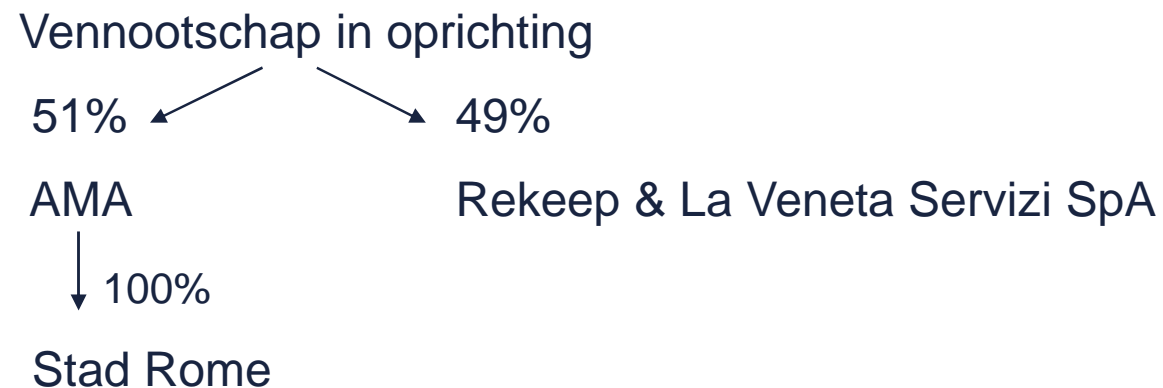 Vennootschap in oprichting
51% 49%
AMA Rekeep & La Veneta Servizi SpA
100%
Stad Rome